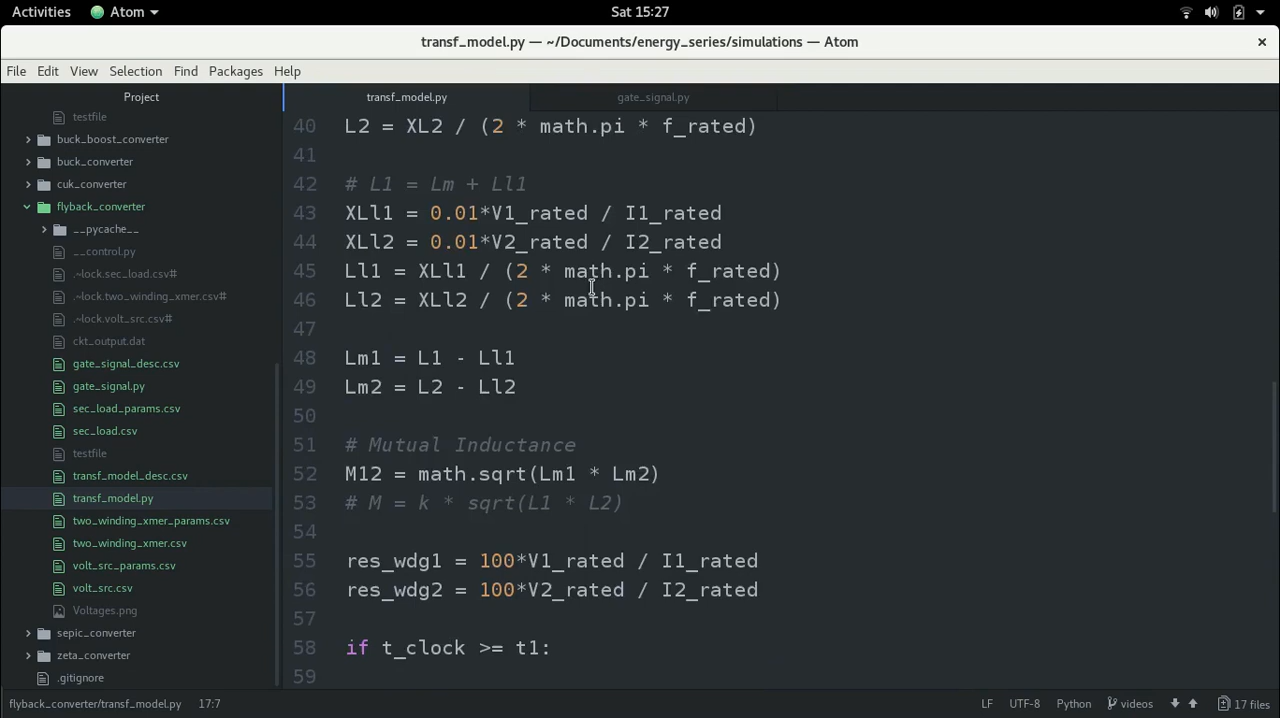 Activities Atom Sat 15:27
transf_model.py — ~/Documents/energy_series/simulations — Atom
File Edit View Selection Find Packages Help
Project
testfile
buck_boost_converter
buck_converter
cuk_converter
flyback_converter
__pycache__
__control.py
.~lock.sec_load.csv#
.~lock.two_winding_xmer.csv#
.~lock.volt_src.csv#
ckt_output.dat
gate_signal_desc.csv
gate_signal.py
sec_load_params.csv
sec_load.csv
testfile
transf_model_desc.csv
transf_model.py
two_winding_xmer_params.csv
two_winding_xmer.csv
volt_src_params.csv
volt_src.csv
Voltages.png
sepic_converter
zeta_converter
.gitignore
transf_model.py gate_signal.py
40 L2 = XL2 / (2 * math.pi * f_rated)
41
42 # L1 = Lm + Ll1
43 XLl1 = 0.01*V1_rated / I1_rated
44 XLl2 = 0.01*V2_rated / I2_rated
45 Ll1 = XLl1 / (2 * math.pi * f_rated)
46 Ll2 = XLl2 / (2 * math.pi * f_rated)
47
48 Lm1 = L1 - Ll1
49 Lm2 = L2 - Ll2
50
51 # Mutual Inductance
52 M12 = math.sqrt(Lm1 * Lm2)
53 # M = k * sqrt(L1 * L2)
54
55 res_wdg1 = 100*V1_rated / I1_rated
56 res_wdg2 = 100*V2_rated / I2_rated
57
58 if t_clock >= t1:
59
flyback_converter/transf_model.py 17:7 LF UTF-8 Python videos 17 files